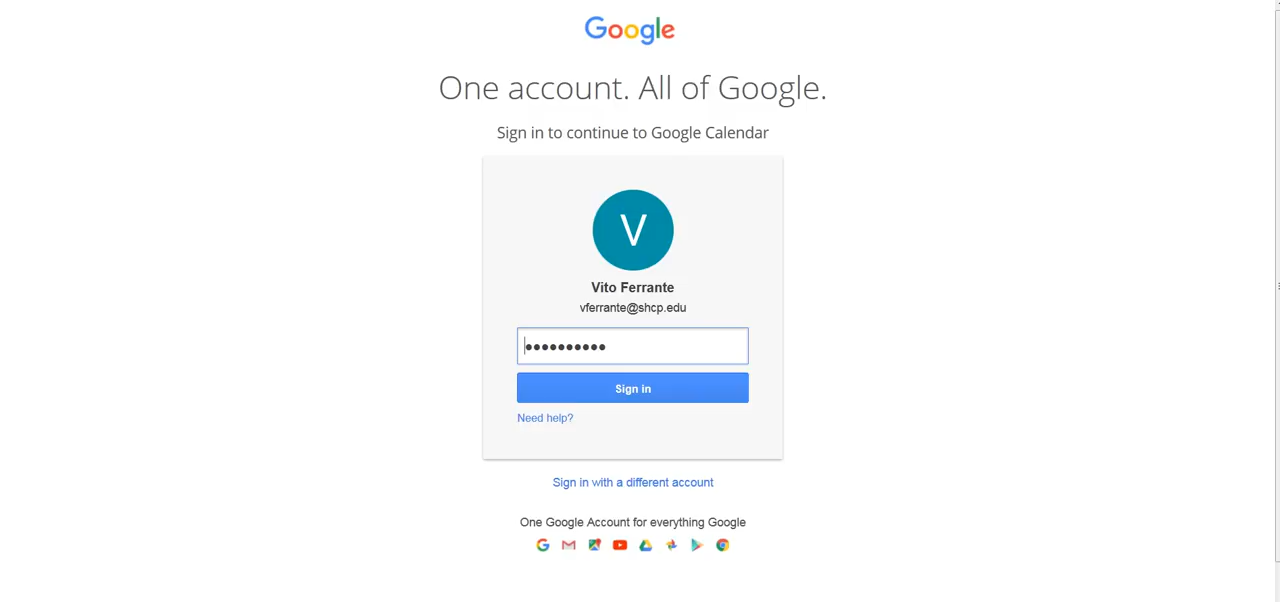 Google
One account. All of Google.
Sign in to continue to Google Calendar
V
Vito Ferrante
vferrante@shcp.edu
●●●●●●●●●●
Sign in
Need help?
Sign in with a different account
One Google Account for everything Google